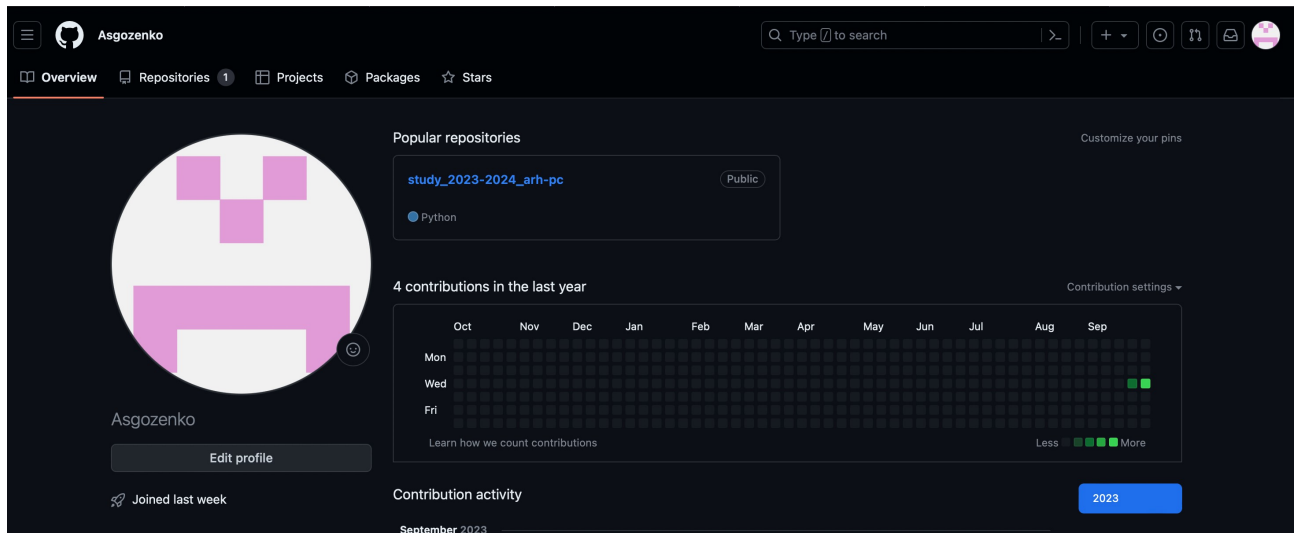 Asgozenko
Type / to search
Overview Repositories 1 Projects Packages Stars
Popular repositories
Customize your pins
study_2023-2024_arh-pc Public
Python
4 contributions in the last year
Contribution settings
Oct Nov Dec Jan Feb Mar Apr May Jun Jul Aug Sep
Mon
Wed
Fri
Learn how we count contributions
Less More
Asgozenko
Edit profile
Joined last week
Contribution activity
2023
September 2023